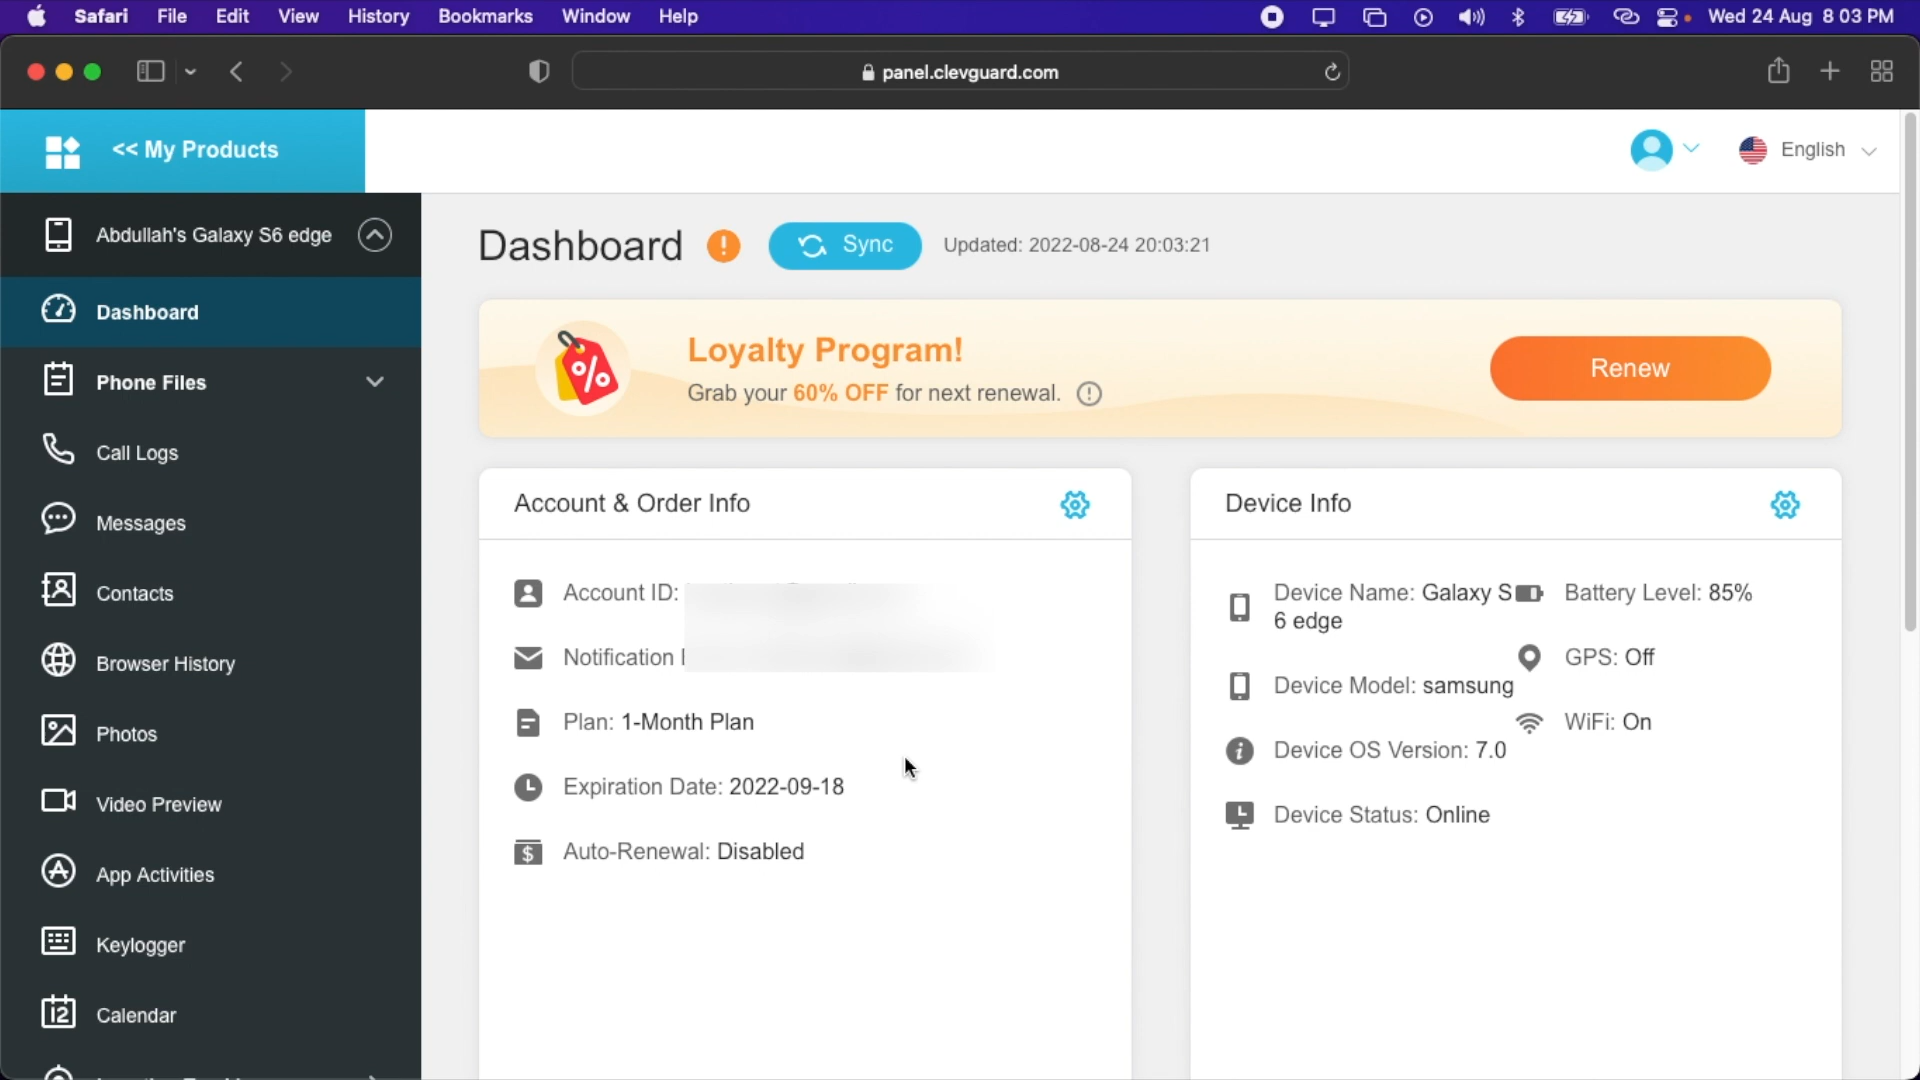 Safari File Edit View History Bookmarks Window Help Wed 24 Aug 8 03 PM
panel.clevguard.com
<< My Products
English
Abdullah's Galaxy S6 edge
Dashboard
Phone Files
Call Logs
Messages
Contacts
Browser History
Photos
Video Preview
App Activities
Keylogger
12 Calendar
Dashboard ! Sync Updated: 2022-08-24 20:03:21
Loyalty Program!
Grab your 60% OFF for next renewal.
Renew
Account & Order Info
Account ID:
Notification
Plan: 1-Month Plan
Expiration Date: 2022-09-18
Auto-Renewal: Disabled
Device Info
Device Name: Galaxy S
6 edge
Device Model: samsung
Device OS Version: 7.0
Device Status: Online
Battery Level: 85%
GPS: Off
WiFi: On